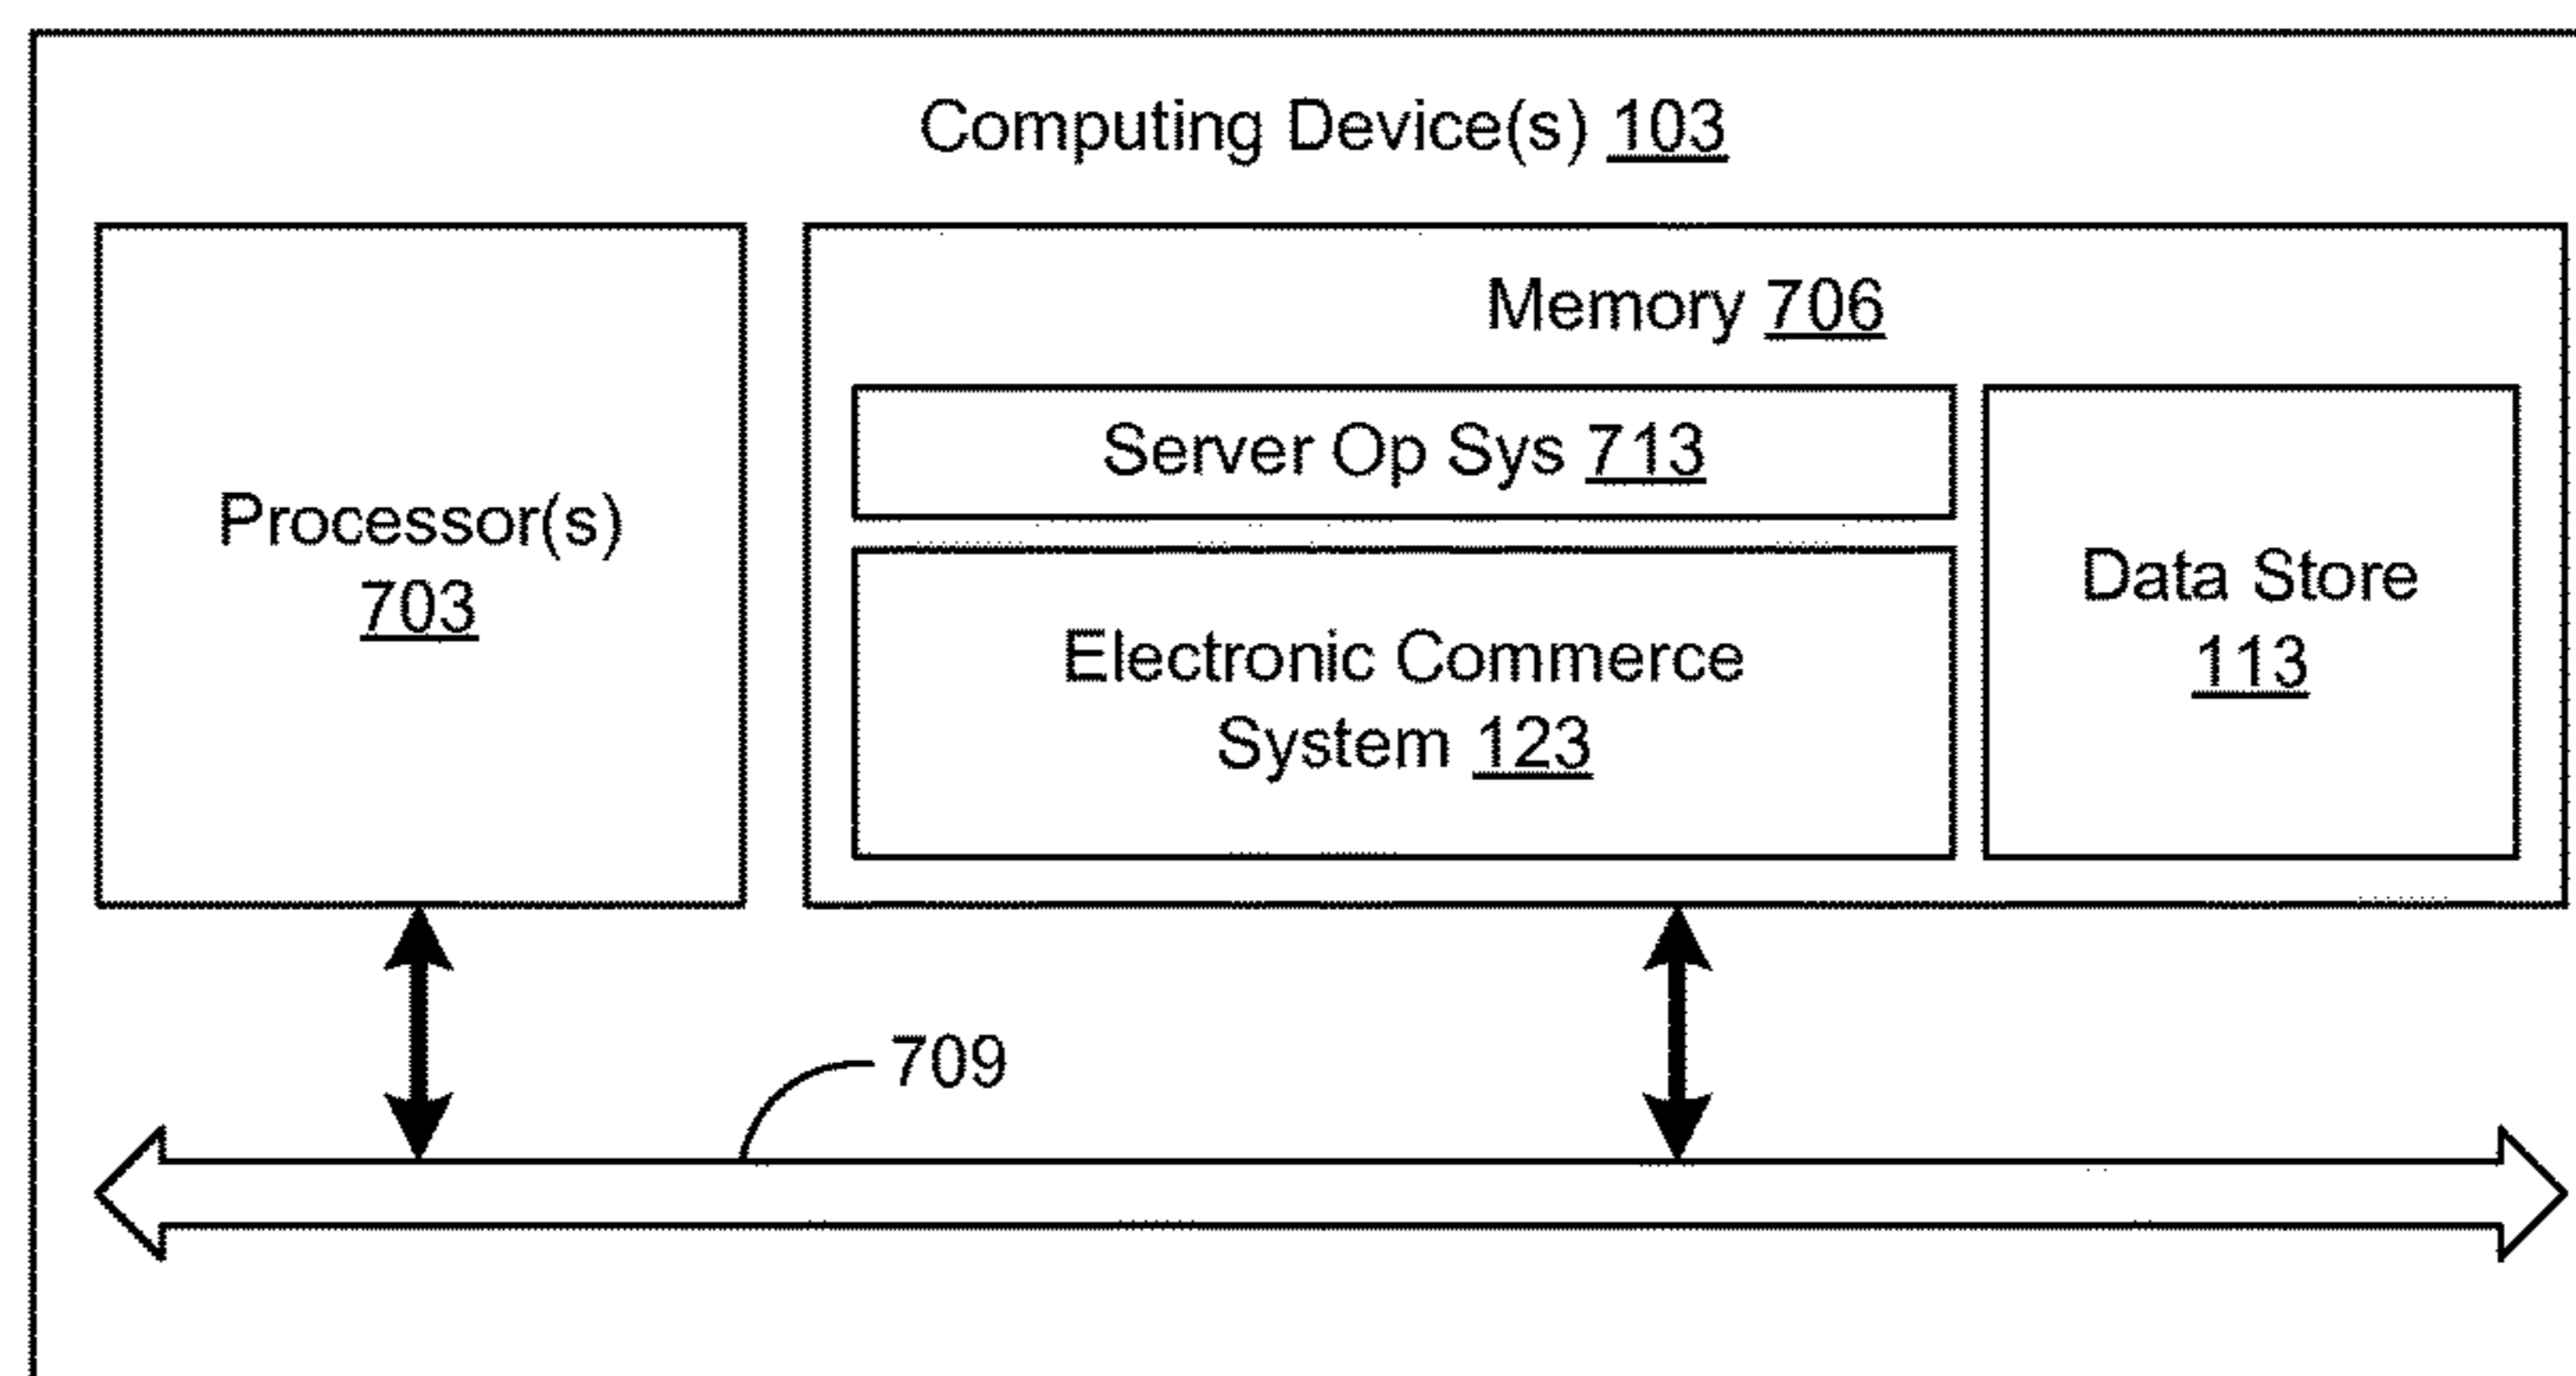 Computing Device(s) 103
Memory 706
Server Op Sys 713
Processor(s)
703
Electronic Commerce
System 123
Data Store
113
709